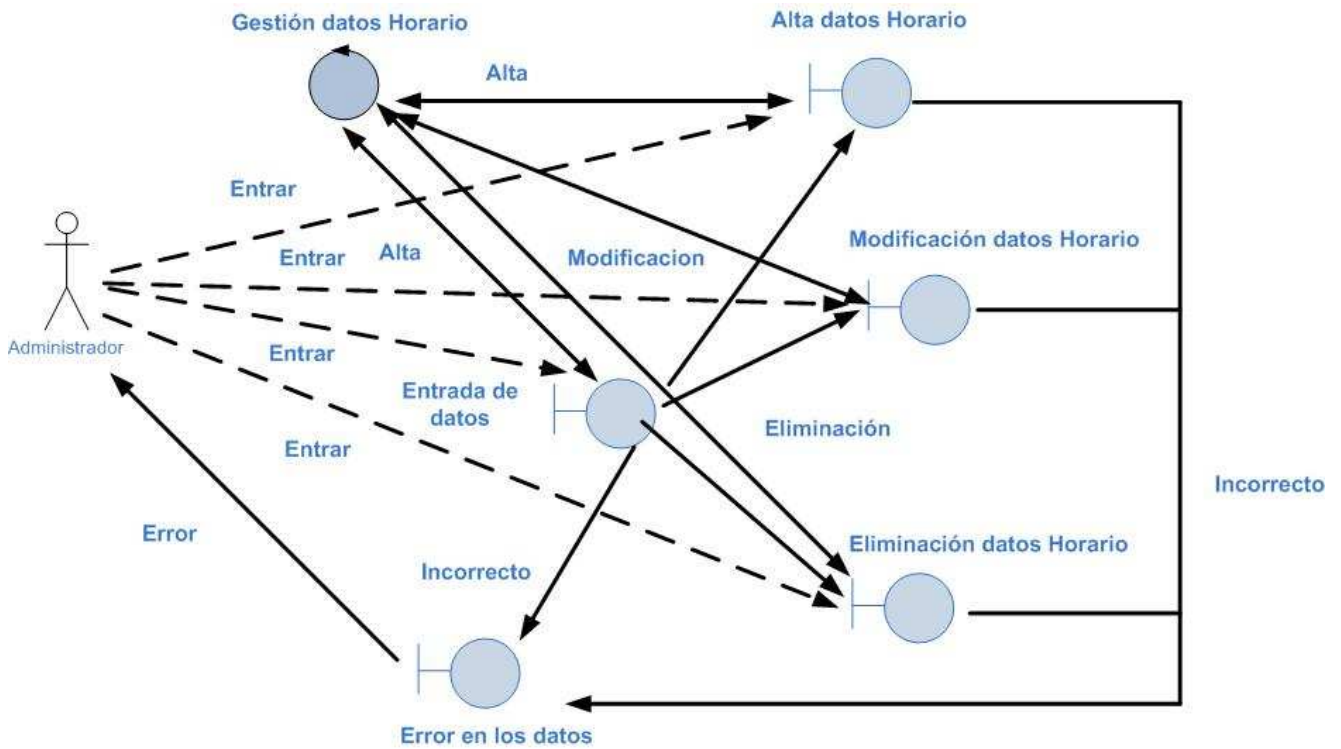 Gestión datos Horario
Alta datos Horario
Alta
Entrar
Entrar
Alta
Modificacion
Modificación datos Horario
Administrador
Entrar
Entrada de
datos
Eliminación
Entrar
Incorrecto
Error
Eliminación datos Horario
Incorrecto
Error en los datos